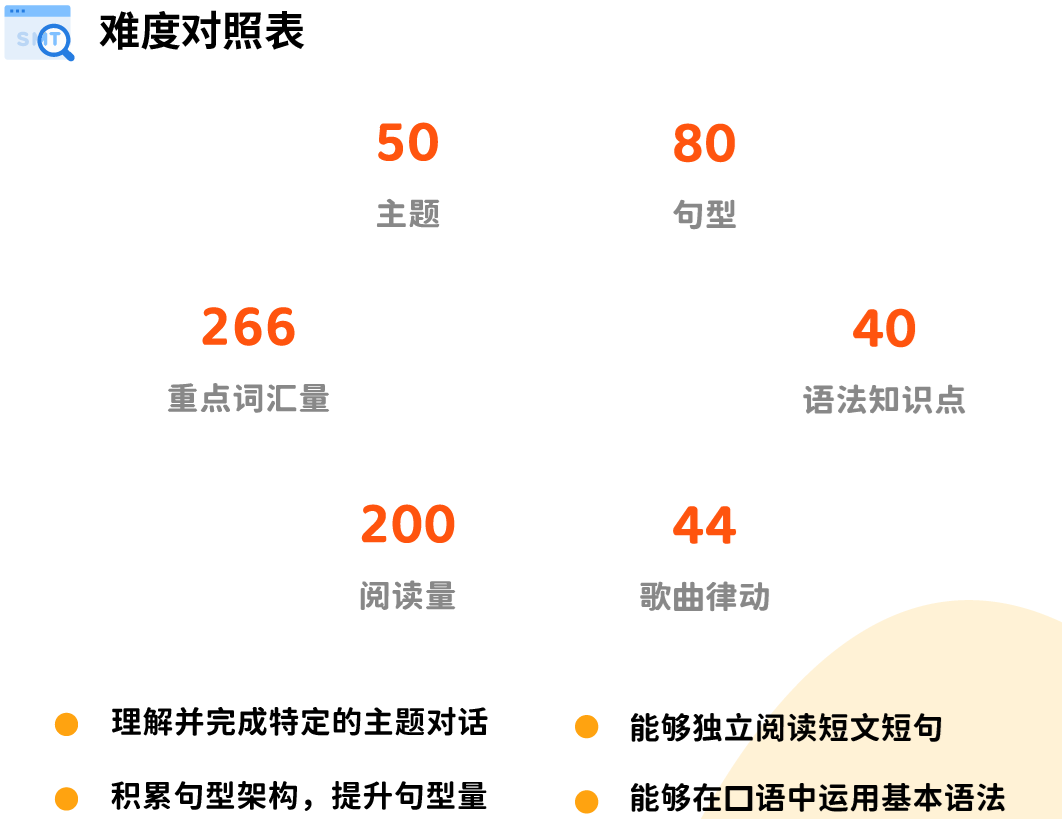 SMT
难度对照表
50
80
主题
句型
266
40
重点词汇量
语法知识点
200
44
阅读量
歌曲律动
理解并完成特定的主题对话
能够独立阅读短文短句
积累句型架构，提升句型量
能够在口语中运用基本语法